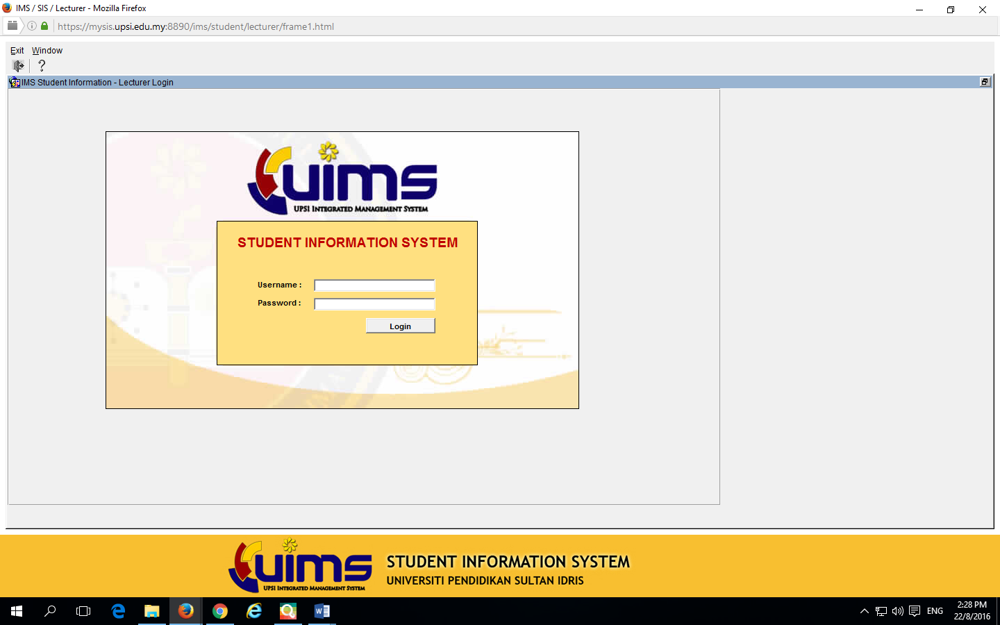 IMS / SIS / Lecturer - Mozilla Firefox
https://mysis.upsi.edu.my:8890/ims/student/lecturer/frame1.html
Exit Window
?
IMS Student Information - Lecturer Login
uims
UPSI INTEGRATED MANAGEMENT SYSTEM
STUDENT INFORMATION SYSTEM
Username :
Password :
Login
uims
UPSI INTEGRATED MANAGEMENT SYSTEM
STUDENT INFORMATION SYSTEM
UNIVERSITI PENDIDIKAN SULTAN IDRIS
ENG
2:28 PM
22/8/2016